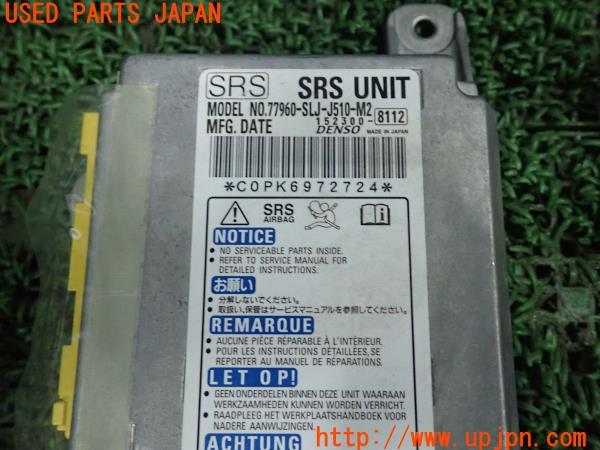 USED PARTS JAPAN
SRS SRS UNIT
MODEL NO.77960-SLJ-J510-M2
MFG. DATE 152300-8112
DENSO MADE IN JAPAN
*C0PK6972724*
SRS
AIRBAG
NOTICE
• NO SERVICEABLE PARTS INSIDE.
• REFER TO SERVICE MANUAL FOR
DETAILED INSTRUCTIONS.
お願い
• 分解しないでください。
• 取扱い、保管はサービスマニュアルを参照してください。
REMARQUE
• AUCUNE PIÈCE RÉPARABLE À L'INTÉRIEUR.
• POUR LES INSTRUCTIONS DÉTAILLÉES, SE
REPORTER AU MANUEL DE RÉPARATIONS.
LET OP!
• GEEN ONDERDELEN BINNEN DEZE UNIT WAARAAN
WERKZAAMHEDEN KUNNEN WORDEN VERRICHT.
• RAADPLEEG HET WERKPLAATSHANDBOEK VOOR
NADERE BIJZONDERHEDEN.
ACHTUNG
http://www.upjpn.com/